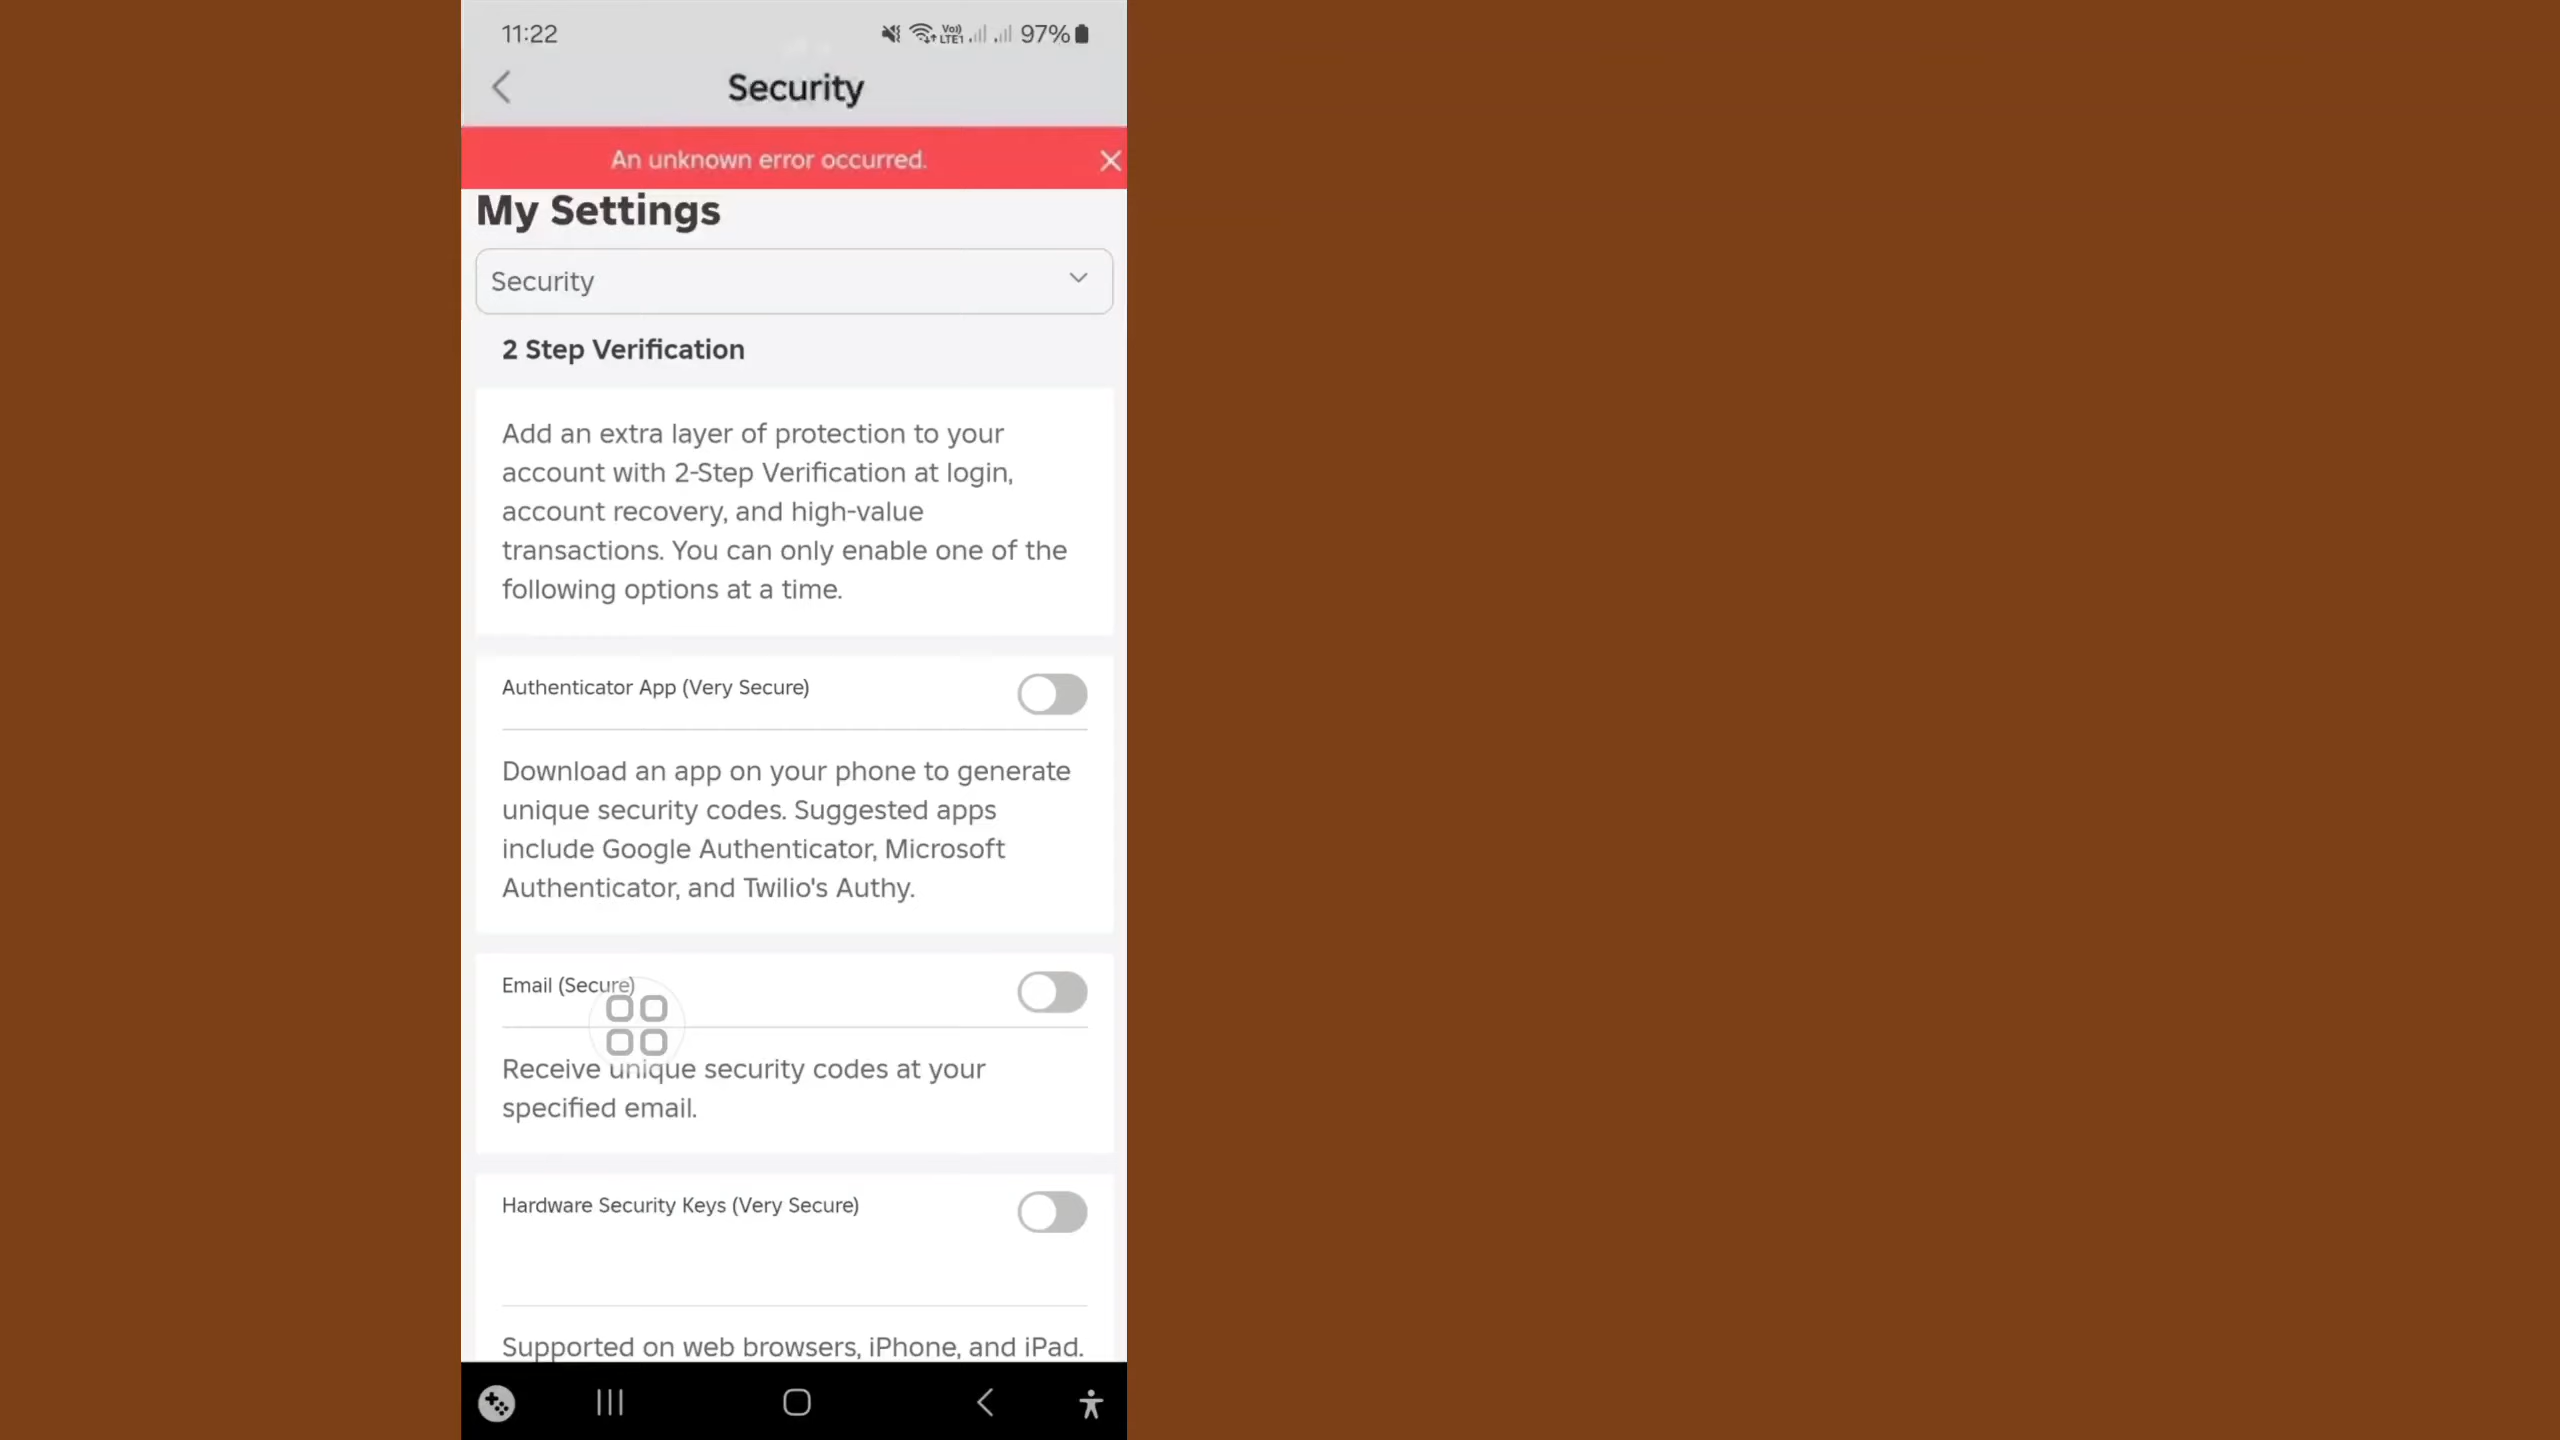 11:22
Vo)) LTE1 97%
Security
An unknown error occurred.
My Settings
Security
2 Step Verification
Add an extra layer of protection to your
account with 2-Step Verification at login,
account recovery, and high-value
transactions. You can only enable one of the
following options at a time.
Authenticator App (Very Secure)
Download an app on your phone to generate
unique security codes. Suggested apps
include Google Authenticator, Microsoft
Authenticator, and Twilio's Authy.
Email (Secure)
Receive unique security codes at your
specified email.
Hardware Security Keys (Very Secure)
Supported on web browsers, iPhone, and iPad.